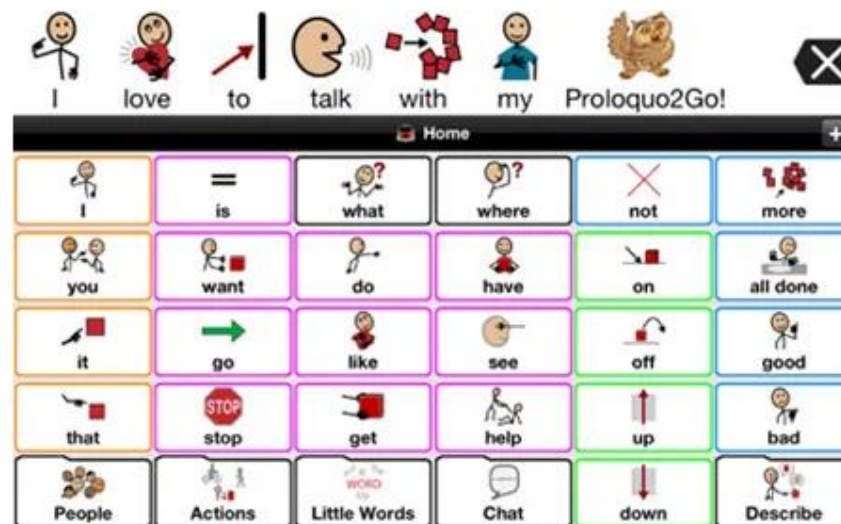 I love to talk with my Proloquo2Go!
Home
I is what where not more
you want do have on all done
it go like see off good
STOP
that stop get help up bad
WORD
People Actions Little Words Chat down Describe